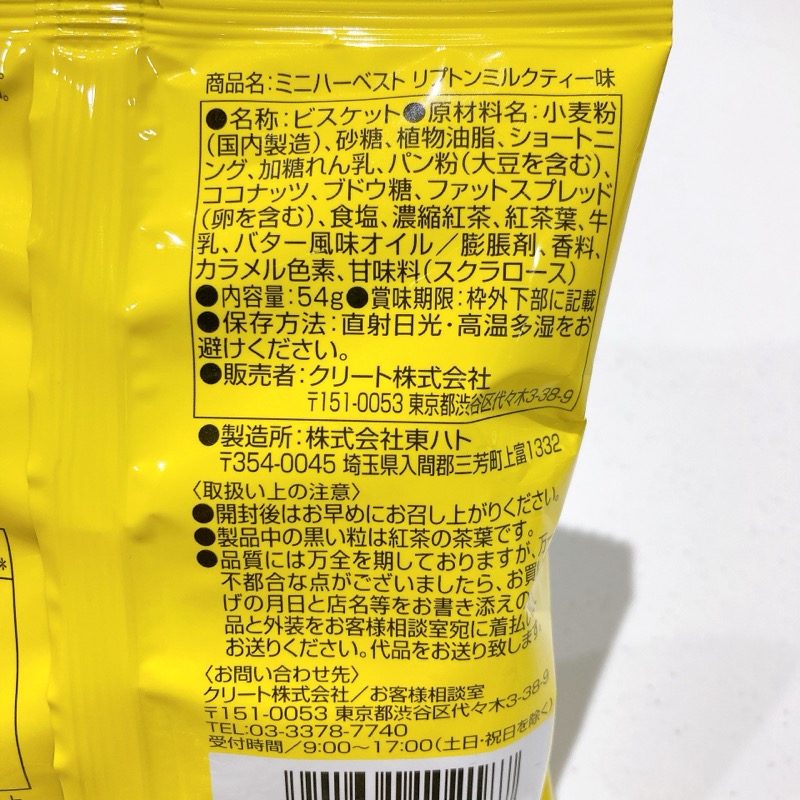 商品名:ミニハーベスト リプトンミルクティー味
●名称:ビスケット●原材料名:小麦粉
(国内製造)、砂糖、植物油脂、ショートニ
ング、加糖れん乳、パン粉(大豆を含む)、
ココナッツ、ブドウ糖、ファットスプレッド
(卵を含む)、食塩、濃縮紅茶、紅茶葉、牛
乳、バター風味オイル/膨脹剤、香料、
カラメル色素、甘味料(スクラロース)
●内容量:54g●賞味期限:枠外下部に記載
●保存方法:直射日光・高温多湿をお
避けください。
●販売者:クリート株式会社
〒151-0053 東京都渋谷区代々木3-38-9
●製造所:株式会社東ハト
〒354-0045 埼玉県入間郡三芳町上富1332
〈取扱い上の注意〉
●開封後はお早めにお召し上がりください。
●製品中の黒い粒は紅茶の茶葉です。
●品質には万全を期しておりますが、万一
不都合な点がございましたら、お買
げの月日と店名等をお書き添えの
品と外装をお客様相談室宛に着払い
お送りください。代品をお送り致します
〈お問い合わせ先〉
クリート株式会社/お客様相談室
〒151-0053 東京都渋谷区代々木3-38-9
TEL:03-3378-7740
受付時間/9:00〜17:00(土日・祝日を除く)